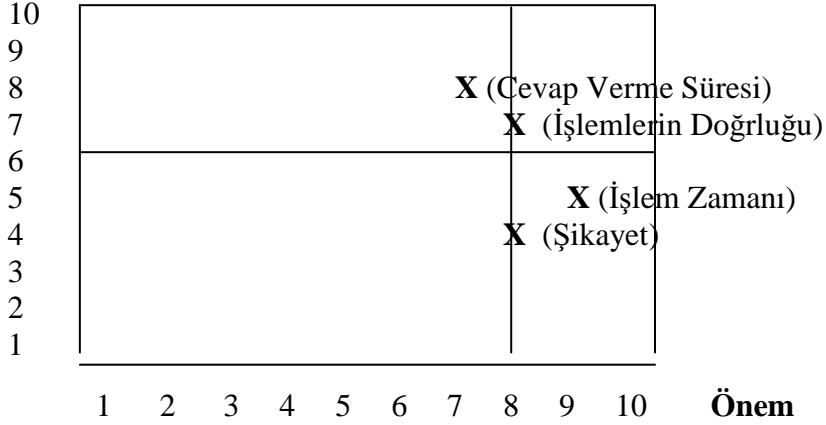 10
9
8 X (Cevap Verme Süresi)
7 X (İşlemlerin Doğrluğu)
6
5 X (İşlem Zamanı)
4 X (Şikayet)
3
2
1
1 2 3 4 5 6 7 8 9 10 Önem